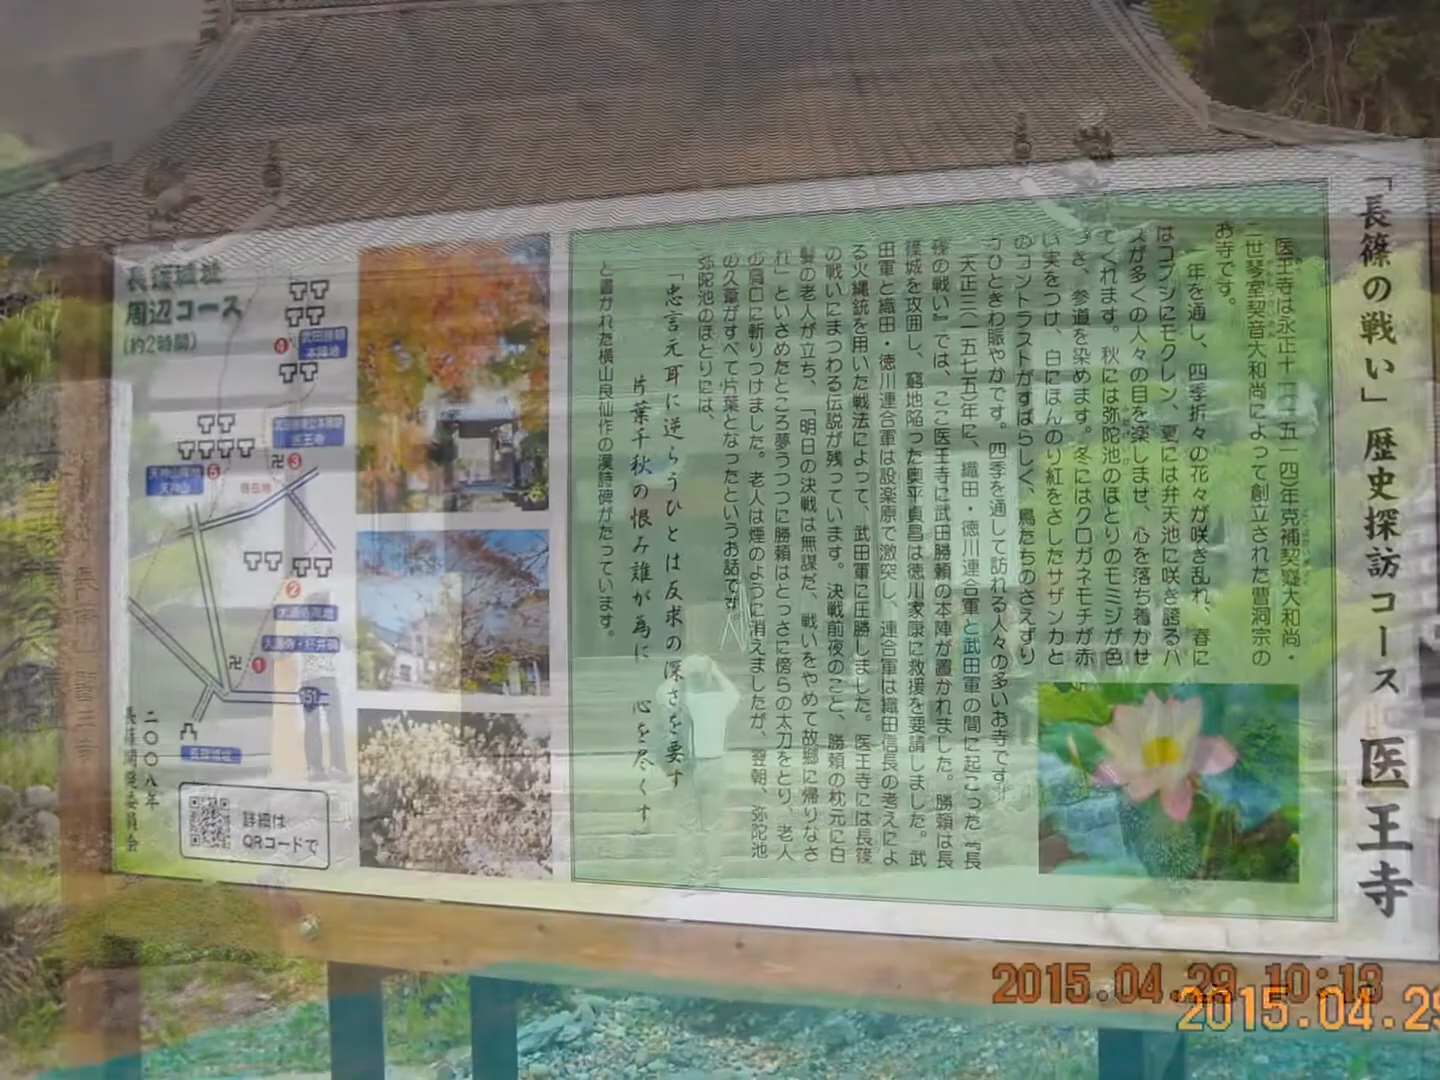 「長篠の戦い」歴史探訪コース 医王寺
医王寺は永正十一(一五一四)年克補契嶷大和尚・
二世琴室契音大和尚によって創立された曹洞宗の
お寺です。
一年を通し、四季折々の花々が咲き乱れ、春に
はコブシにモクレン、夏には弁天池に咲き誇るハ
スが多くの人々の目を楽しませ、心を落ち着かせ
てくれます。秋には弥陀池のほとりのモミジが色
づき、参道を染めます。冬にはクロガネモチが赤
い実をつけ、白にほんのり紅をさしたサザンカと
のコントラストがすばらしく、鳥たちのさえずり
もひときわ賑やかです。四季を通して訪れる人々の多いお寺です。
天正三(一五七五)年に、織田・徳川連合軍と武田軍の間に起こった『長
篠の戦い』では、ここ医王寺に武田勝頼の本陣が置かれました。勝頼は長
篠城を攻囲し、窮地陥った奥平貞昌は徳川家康に救援を要請しました。武
田軍と織田・徳川連合軍は設楽原で激突し、連合軍は織田信長の考えによ
る火縄銃を用いた戦法によって、武田軍に圧勝しました。医王寺には長篠
の戦いにまつわる伝説が残っています。決戦前夜のこと、勝頼の枕元に白
髪の老人が立ち、「明日の決戦は無謀だ、戦いをやめて故郷に帰りなさ
れ」といさめたところ夢うつつに勝頼はとっさに傍らの太刀をとり、老人
の肩口に斬りつけました。老人は煙のように消えましたが、翌朝、弥陀池
の久葦がすべて片葉となったというお話です。
弥陀池のほとりには、
「忠言元耳に逆らうひとは反求の深さを要す
片葉千秋の恨み誰が為に 心を尽くす」
と書かれた横山良仙作の漢詩碑がたっています。
長篠城址
周辺コース
(約2時間)
武田勝頼
本陣地
4
3
医王寺
現在地
5
天神山
2
1
151
長篠城址
詳細は
QRコードで
二〇〇八年
2015.04.29 10:13
2015.04.29